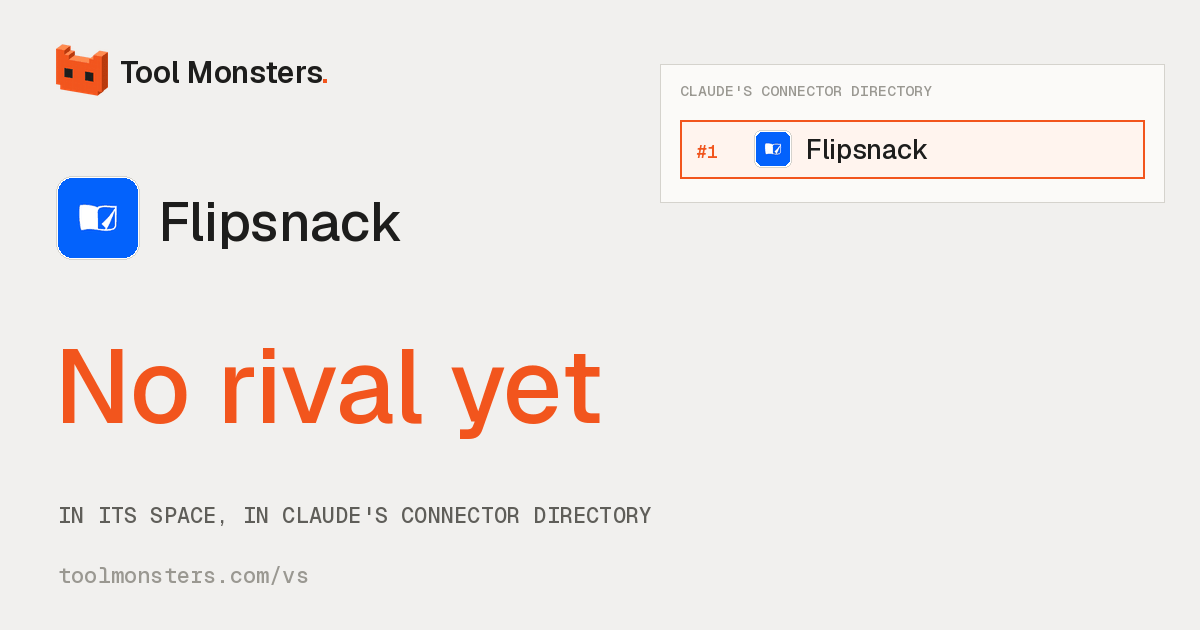 Tool Monsters.
CLAUDE'S CONNECTOR DIRECTORY
#1 Flipsnack
Flipsnack
No rival yet
IN ITS SPACE, IN CLAUDE'S CONNECTOR DIRECTORY
toolmonsters.com/vs